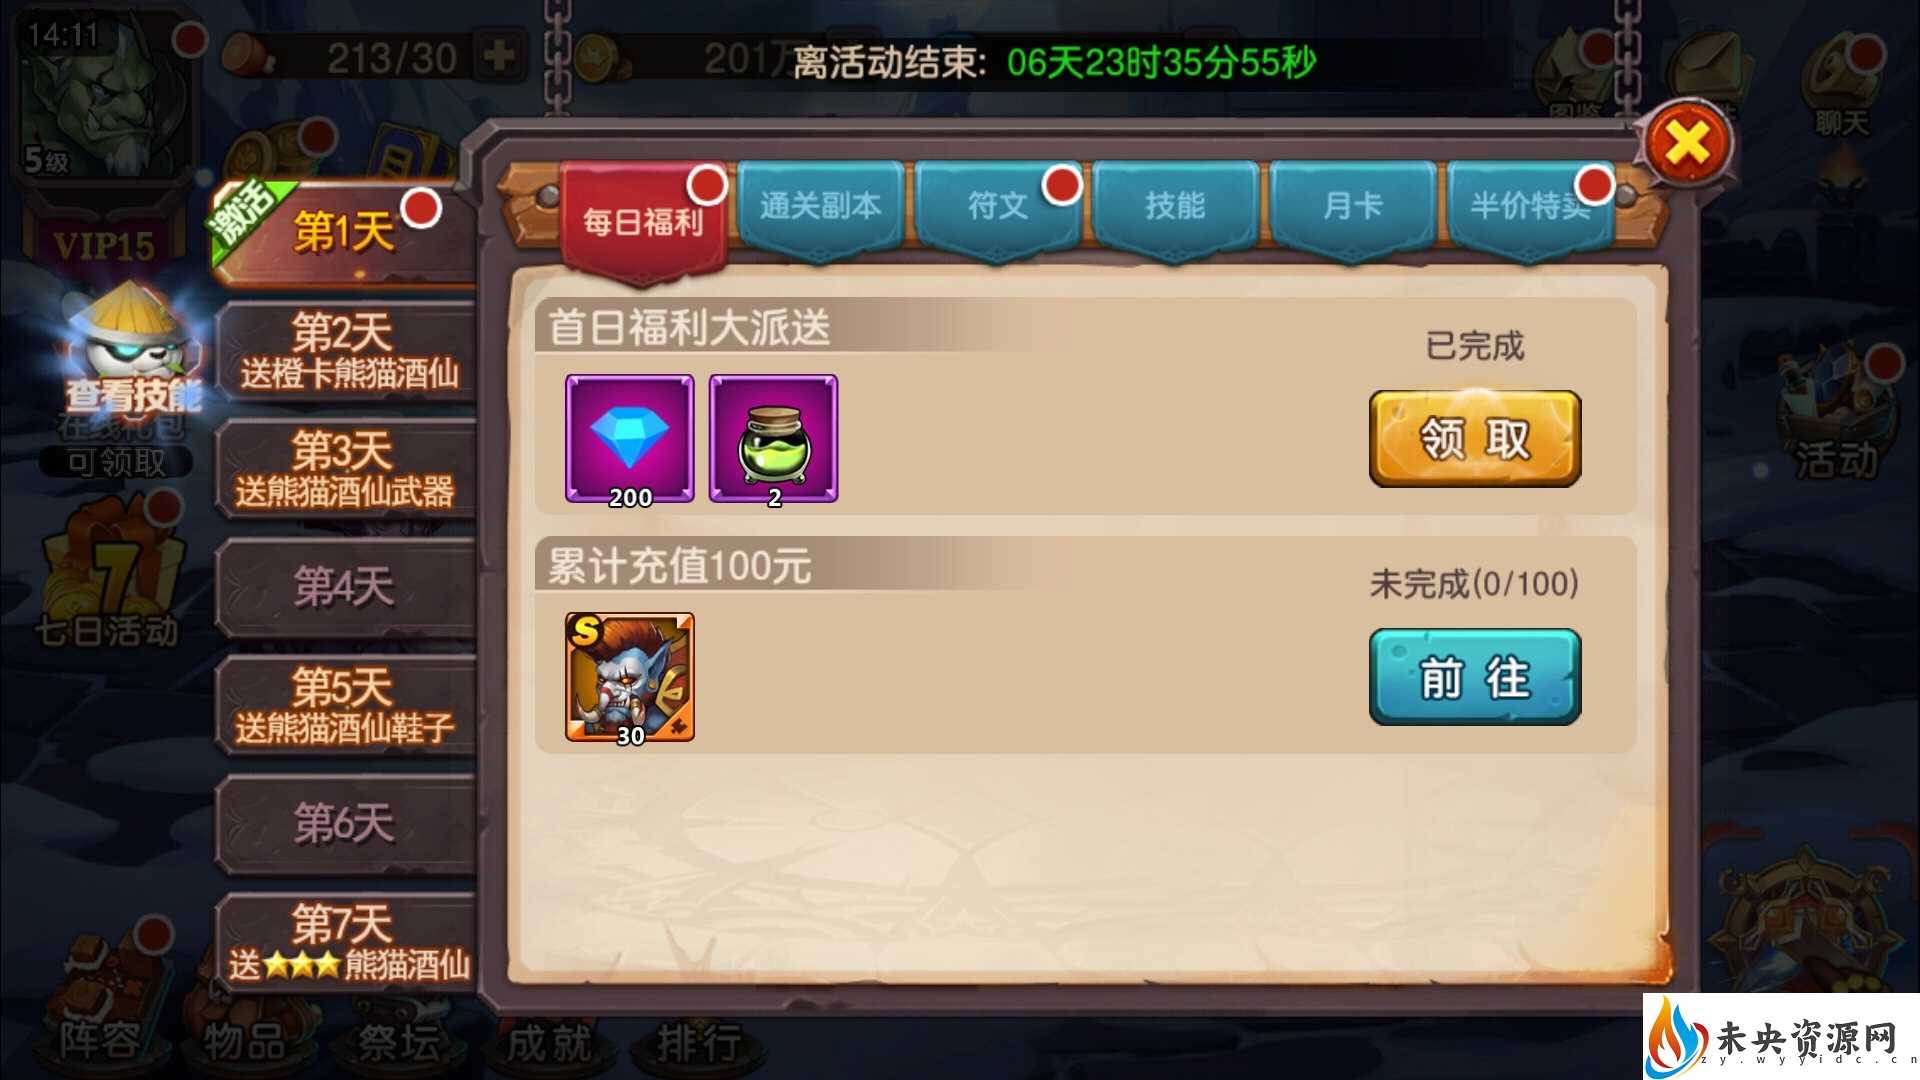 14:11
213/30
201万
离活动结束: 06天23时35分55秒
图鉴
聊天
5级
VIP15
查看技能
在线礼包
可领取
七日活动
激活
第1天
第2天
送橙卡熊猫酒仙
第3天
送熊猫酒仙武器
第4天
第5天
送熊猫酒仙鞋子
第6天
第7天
送★★★熊猫酒仙
每日福利
通关副本
符文
技能
月卡
半价特卖
首日福利大派送
已完成
200
2
领取
累计充值100元
未完成(0/100)
S
30
前往
活动
阵容
物品
祭坛
成就
排行
未央资源网
zy.wyyidc.cn